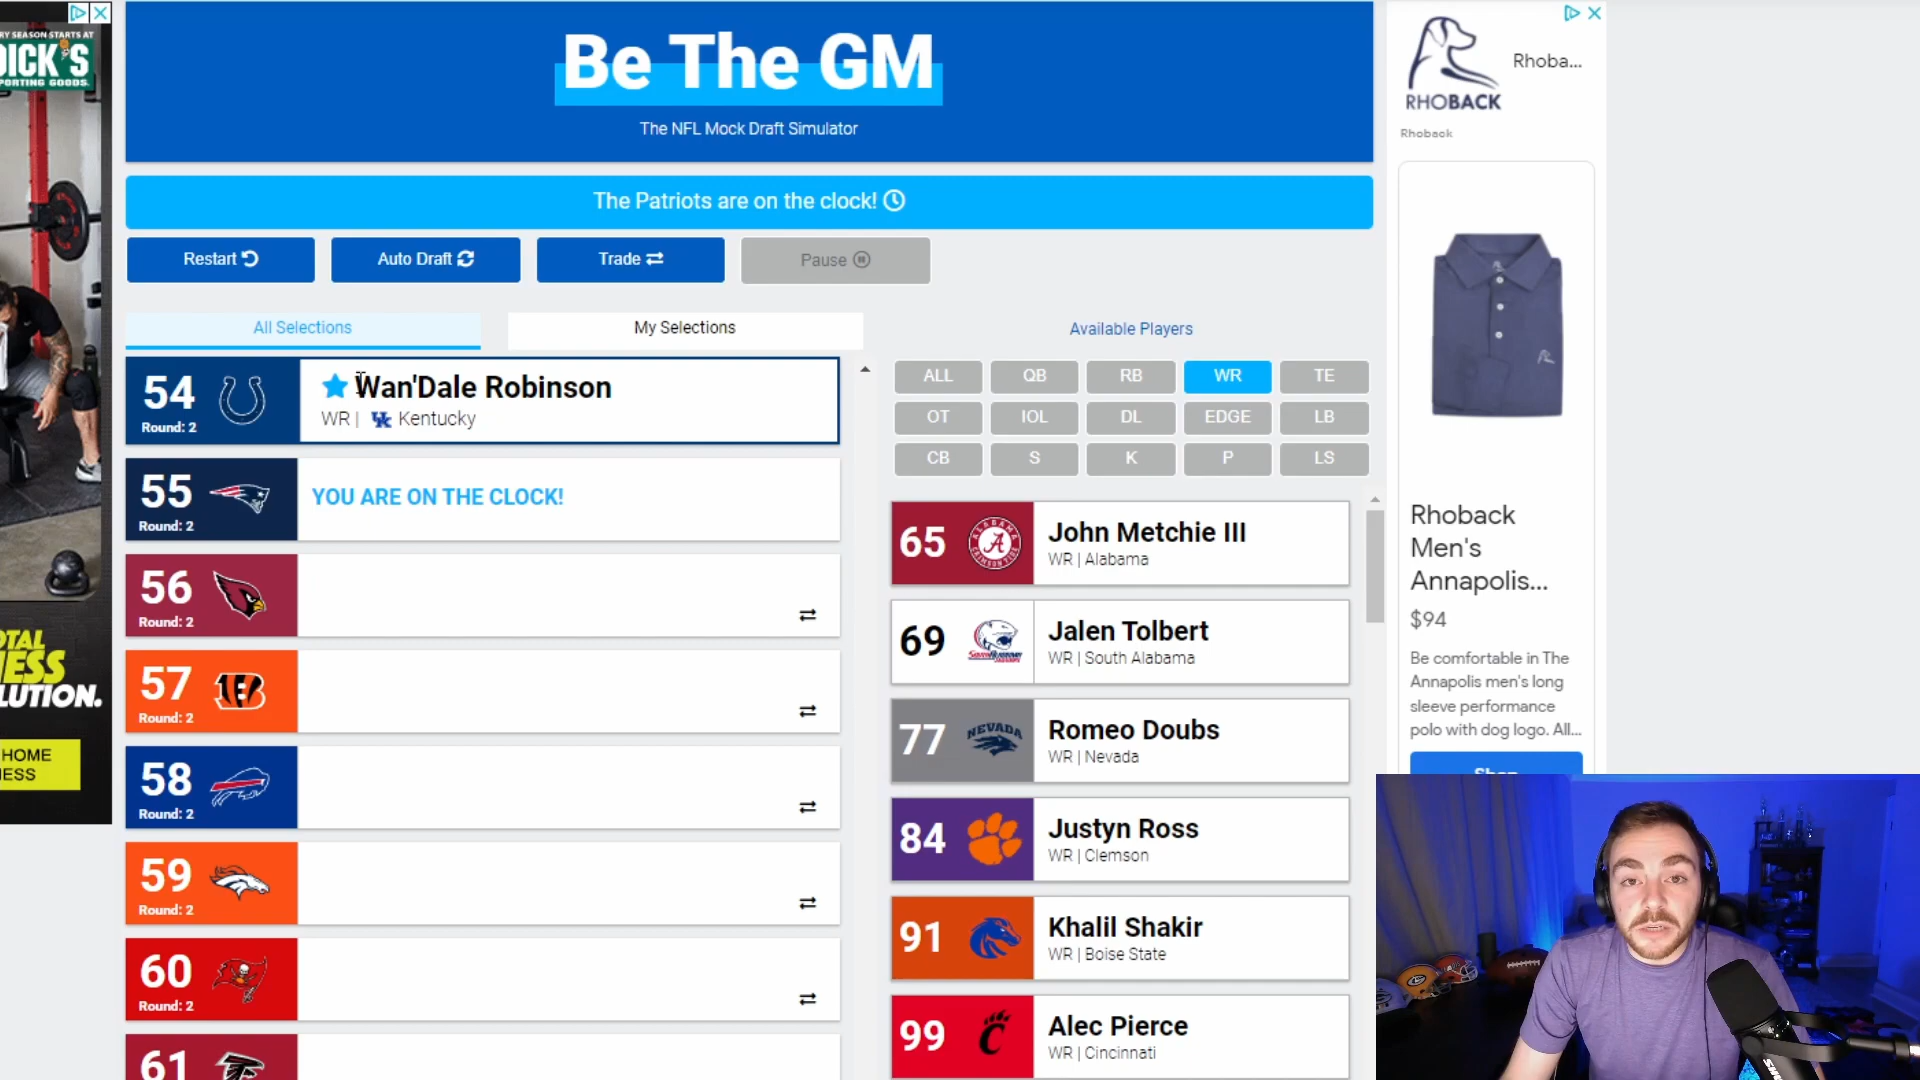 RY SEASON STARTS AT
DICK'S
PORTING GOODS
OTAL
NESS
LUTION.
HOME
NESS
Be The GM
The NFL Mock Draft Simulator
The Patriots are on the clock!
Restart
Auto Draft
Trade
Pause
All Selections
My Selections
Available Players
54
Round: 2
Wan'Dale Robinson
WR | UK Kentucky
55
Round: 2
YOU ARE ON THE CLOCK!
56
Round: 2
57
Round: 2
58
Round: 2
59
Round: 2
60
Round: 2
61
ALL QB RB WR TE
OT IOL DL EDGE LB
CB S K P LS
65
John Metchie III
WR | Alabama
69
Jalen Tolbert
WR | South Alabama
77
NEVADA
Romeo Doubs
WR | Nevada
84
Justyn Ross
WR | Clemson
91
Khalil Shakir
WR | Boise State
99
Alec Pierce
WR | Cincinnati
RHOBACK
Rhoba...
Rhoback
Rhoback
Men's
Annapolis...
$94
Be comfortable in The
Annapolis men's long
sleeve performance
polo with dog logo. All...
Shop